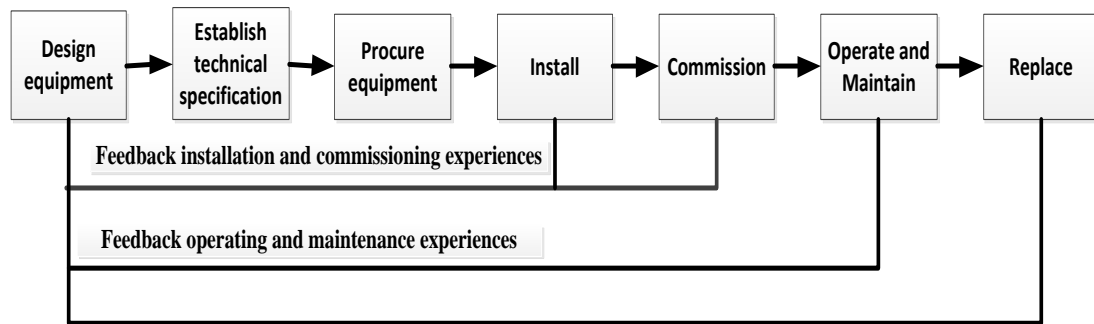 Design
equipment
Establish
technical
specification
Procure
equipment
Install
Commission
Operate and
Maintain
Replace
Feedback installation and commissioning experiences
Feedback operating and maintenance experiences